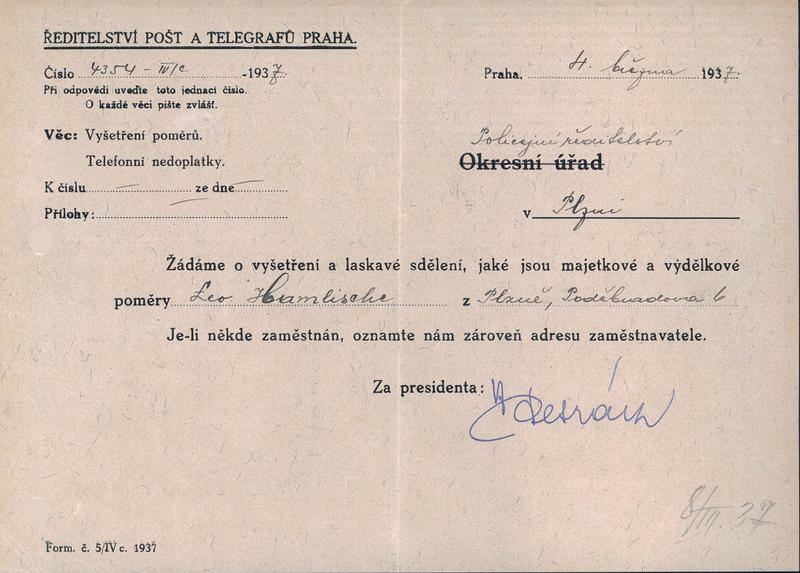 ŘEDITELSTVÍ POŠT A TELEGRAFŮ PRAHA.
Číslo 4354 - IV/c -1937.
Při odpovědi uveďte toto jednací číslo.
O každé věci pište zvlášť.
Praha, 4. března 1937.
Věc: Vyšetření poměrů.
Telefonní nedoplatky.
K číslu — ze dne —
Přílohy: —
Policejní ředitelství
Okresní úřad
v Plzni
Žádáme o vyšetření a laskavé sdělení, jaké jsou majetkové a výdělkové
poměry Leo Hamlische z Plzně, Poděbradova 6
Je-li někde zaměstnán, oznamte nám zároveň adresu zaměstnavatele.
Za presidenta:
8/III. 37
Form. č. 5/IV c. 1937